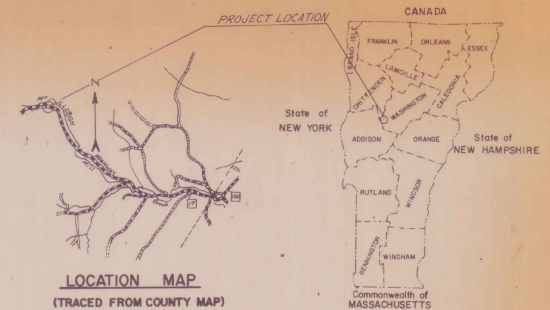 PROJECT LOCATION
CANADA
GRAND ISLE
FRANKLIN
ORLEANS
ESSEX
LAMOILLE
CHITTENDEN
WASHINGTON
CALEDONIA
State of
NEW YORK
ADDISON
ORANGE
State of
NEW HAMPSHIRE
RUTLAND
WINDSOR
BENNINGTON
WINDHAM
Commonwealth of
MASSACHUSETTS
N
LOCATION MAP
(TRACED FROM COUNTY MAP)